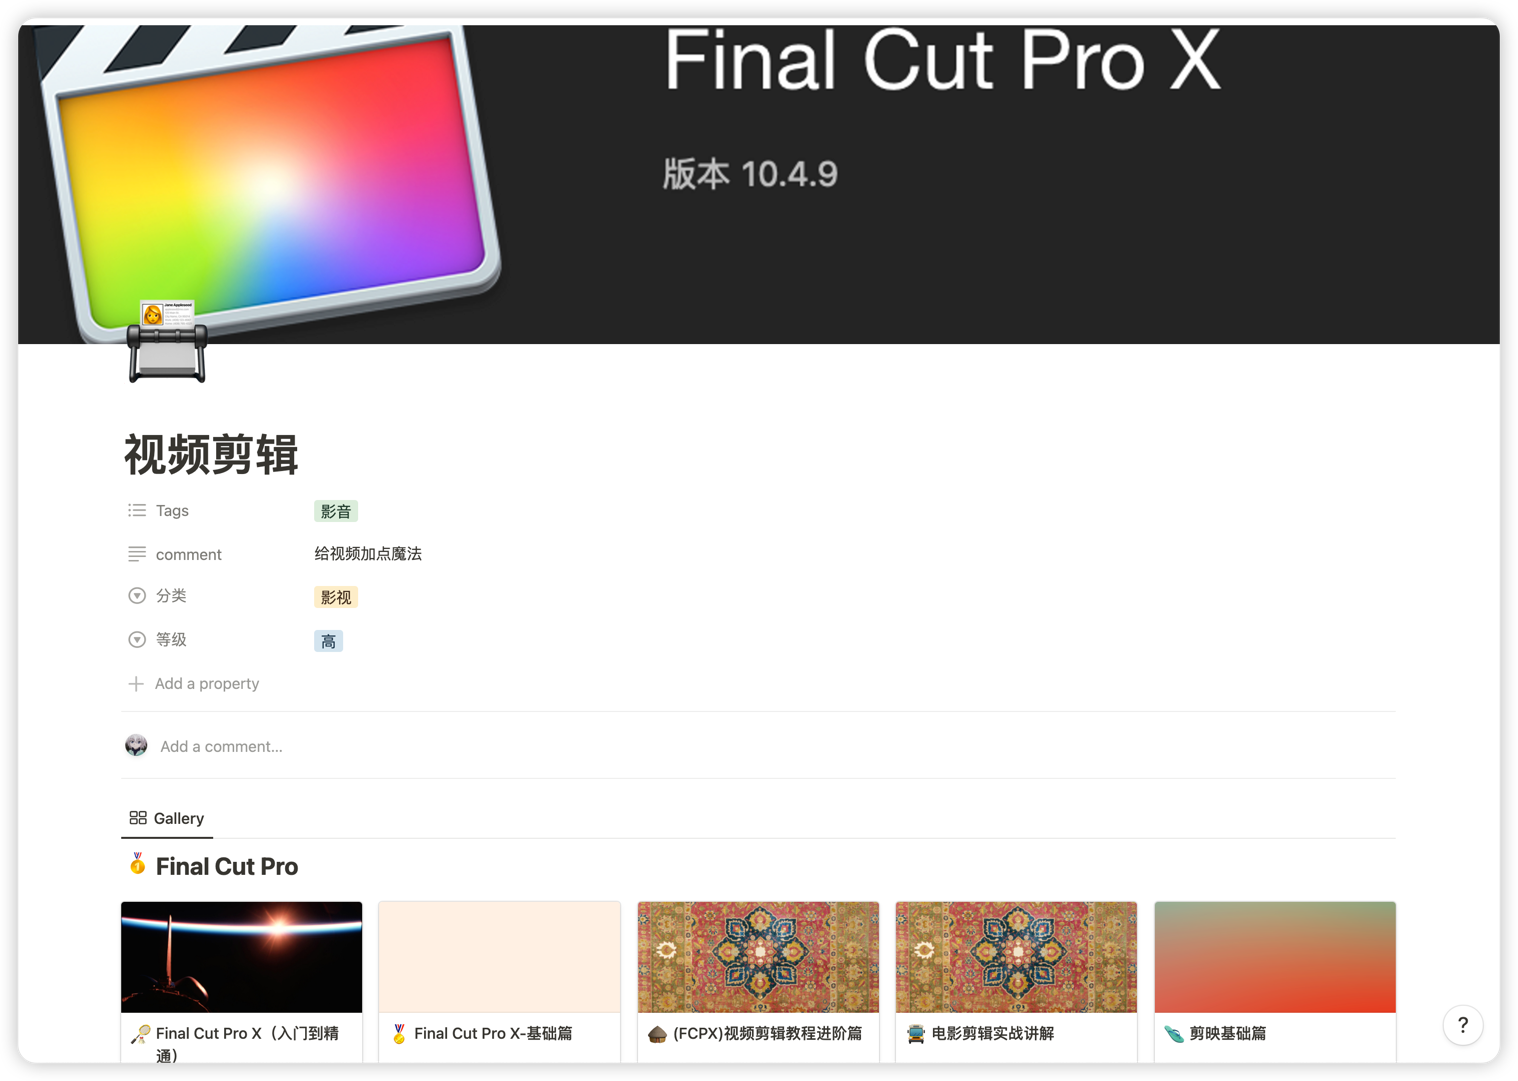 Final Cut Pro X
版本 10.4.9
视频剪辑
Tags
影音
comment
给视频加点魔法
分类
影视
等级
高
Add a property
Add a comment...
Gallery
Final Cut Pro
Final Cut Pro X（入门到精
通）
Final Cut Pro X-基础篇
(FCPX)视频剪辑教程进阶篇
电影剪辑实战讲解
剪映基础篇
?